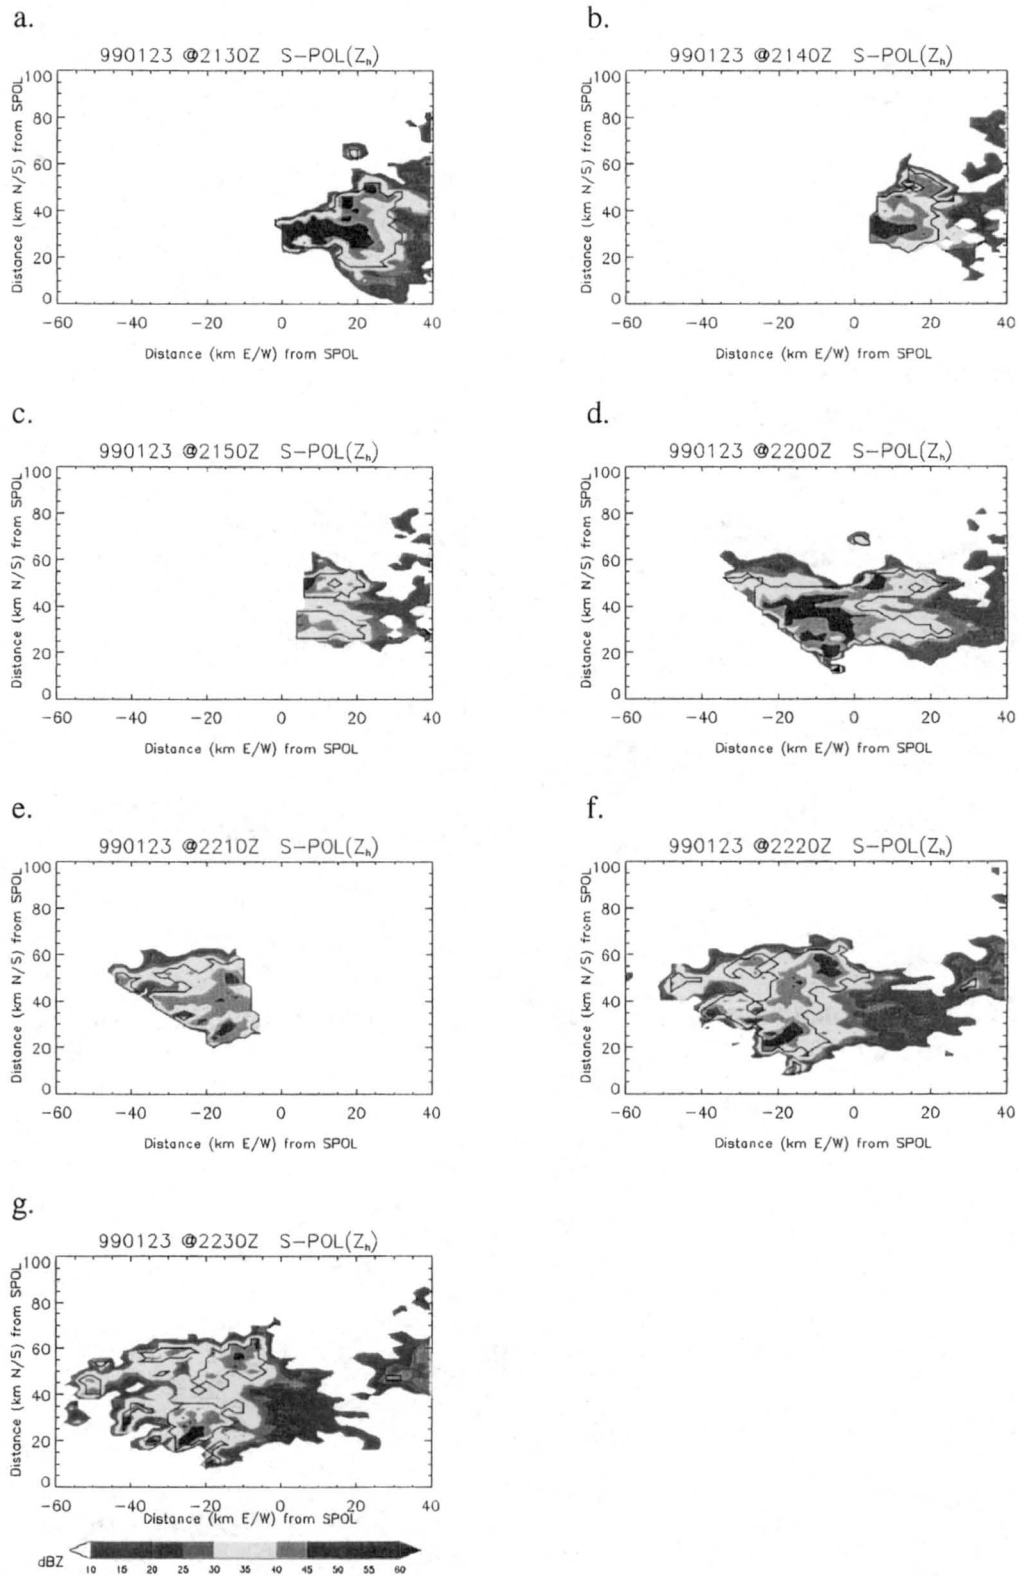 a.
990123 @2130Z S-POL(Zh)
100
80
60
40
20
0
Distance (km N/S) from SPOL
-60 -40 -20 0 20 40
Distance (km E/W) from SPOL
b.
990123 @2140Z S-POL(Zh)
100
80
60
40
20
0
Distance (km N/S) from SPOL
-60 -40 -20 0 20 40
Distance (km E/W) from SPOL
c.
990123 @2150Z S-POL(Zh)
100
80
60
40
20
0
Distance (km N/S) from SPOL
-60 -40 -20 0 20 40
Distance (km E/W) from SPOL
d.
990123 @2200Z S-POL(Zh)
100
80
60
40
20
0
Distance (km N/S) from SPOL
-60 -40 -20 0 20 40
Distance (km E/W) from SPOL
e.
990123 @2210Z S-POL(Zh)
100
80
60
40
20
0
Distance (km N/S) from SPOL
-60 -40 -20 0 20 40
Distance (km E/W) from SPOL
f.
990123 @2220Z S-POL(Zh)
100
80
60
40
20
0
Distance (km N/S) from SPOL
-60 -40 -20 0 20 40
Distance (km E/W) from SPOL
g.
990123 @2230Z S-POL(Zh)
100
80
60
40
20
0
Distance (km N/S) from SPOL
-60 -40 -20 0 20 40
Distance (km E/W) from SPOL
dBZ
10 15 20 25 30 35 40 45 50 55 60